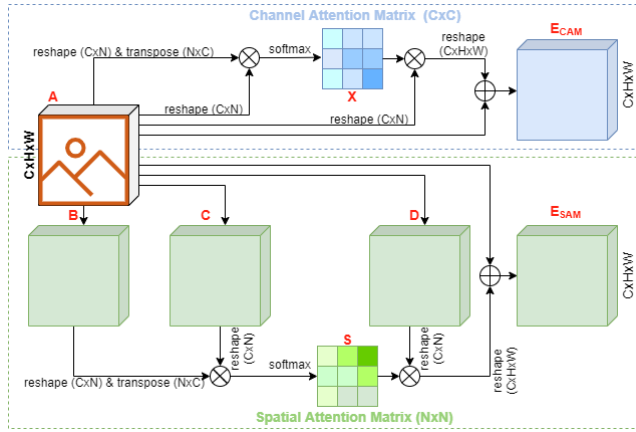 Channel Attention Matrix (CxC)
reshape (CxN) & transpose (NxC)
softmax
reshape
(CxHxW)
E_CAM
A
X
CxHxW
reshape (CxN)
reshape (CxN)
CxHxW
B
C
D
E_SAM
CxHxW
reshape
(CxN)
S
reshape
(CxN)
reshape
(CxHxW)
softmax
reshape (CxN) & transpose (NxC)
Spatial Attention Matrix (NxN)